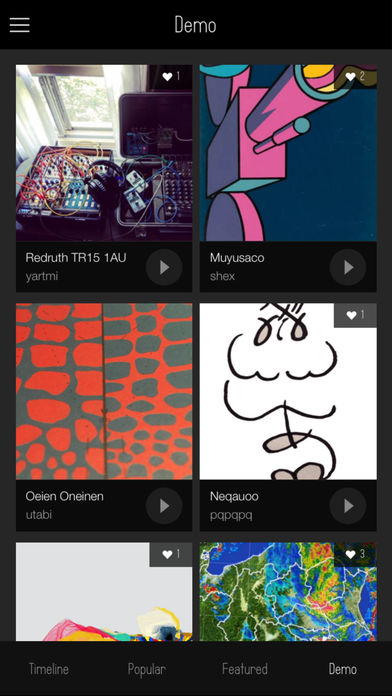 Demo
1
2
Redruth TR15 1AU
yartmi
Muyusaco
shex
1
Oeien Oneinen
utabi
Neqauoo
pqpqpq
1
3
Timeline Popular Featured Demo